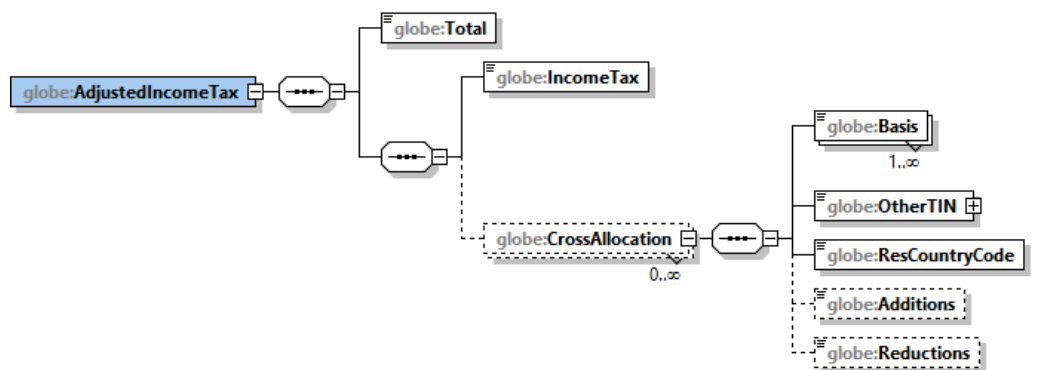 globe:Total
globe:IncomeTax
globe:AdjustedIncomeTax
globe:Basis
1..∞
globe:OtherTIN
globe:CrossAllocation
0..∞
globe:ResCountryCode
globe:Additions
globe:Reductions